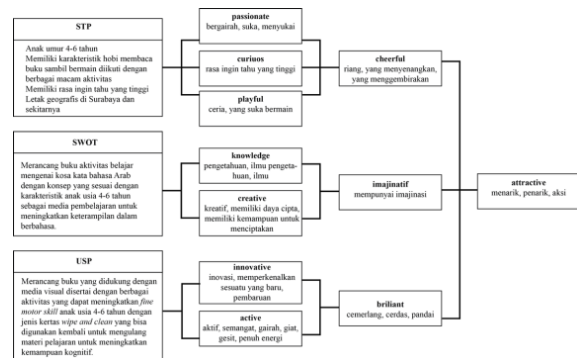 STP
Anak umur 4-6 tahun
Memiliki karakteristik hobi membaca
buku sambil bermain diikuti dengan
berbagai macam aktivitas
Memiliki rasa ingin tahu yang tinggi
Letak geografis di Surabaya dan
sekitarnya
passionate
bergairah, suka, menyukai
curiuos
rasa ingin tahu yang tinggi
playful
ceria, yang suka bermain
cheerful
riang, yang menyenangkan,
yang menggembirakan
SWOT
Merancang buku aktivitas belajar
mengenai kosa kata bahasa Arab
dengan konsep yang sesuai dengan
karakteristik anak usia 4-6 tahun
sebagai media pembelajaran untuk
meningkatkan keterampilan dalam
berbahasa.
knowledge
pengetahuan, ilmu pengeta-
huan, ilmu
creative
kreatif, memiliki daya cipta,
memiliki kemampuan untuk
menciptakan
imajinatif
mempunyai imajinasi
attractive
menarik, penarik, aksi
USP
Merancang buku yang didukung dengan
media visual disertai dengan berbagai
aktivitas yang dapat meningkatkan fine
motor skill anak usia 4-6 tahun dengan
jenis kertas wipe and clean yang bisa
digunakan kembali untuk mengulang
materi pelajaran untuk meningkatkan
kemampuan kognitif.
innovative
inovasi, memperkenalkan
sesuatu yang baru,
pembaruan
active
aktif, semangat, gairah, giat,
gesit, penuh energi
briliant
cemerlang, cerdas, pandai